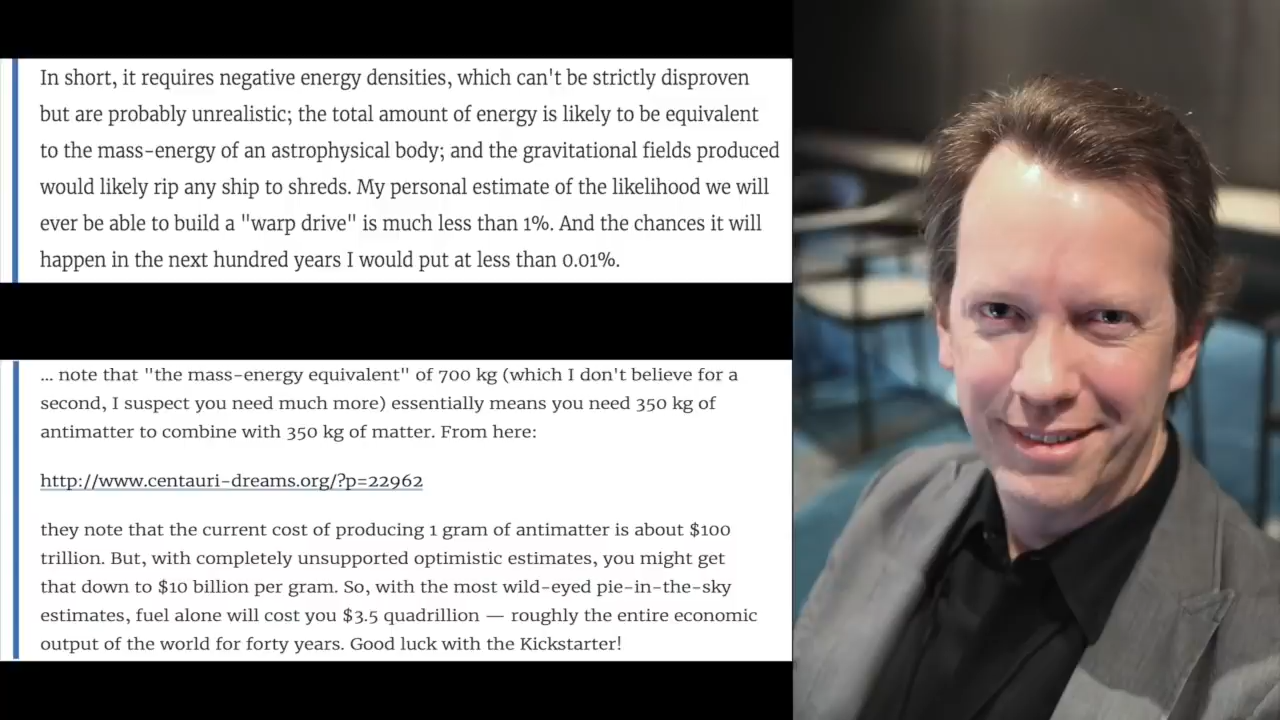 In short, it requires negative energy densities, which can't be strictly disproven
but are probably unrealistic; the total amount of energy is likely to be equivalent
to the mass-energy of an astrophysical body; and the gravitational fields produced
would likely rip any ship to shreds. My personal estimate of the likelihood we will
ever be able to build a "warp drive" is much less than 1%. And the chances it will
happen in the next hundred years I would put at less than 0.01%.
... note that "the mass-energy equivalent" of 700 kg (which I don't believe for a
second, I suspect you need much more) essentially means you need 350 kg of
antimatter to combine with 350 kg of matter. From here:
http://www.centauri-dreams.org/?p=22962
they note that the current cost of producing 1 gram of antimatter is about $100
trillion. But, with completely unsupported optimistic estimates, you might get
that down to $10 billion per gram. So, with the most wild-eyed pie-in-the-sky
estimates, fuel alone will cost you $3.5 quadrillion — roughly the entire economic
output of the world for forty years. Good luck with the Kickstarter!